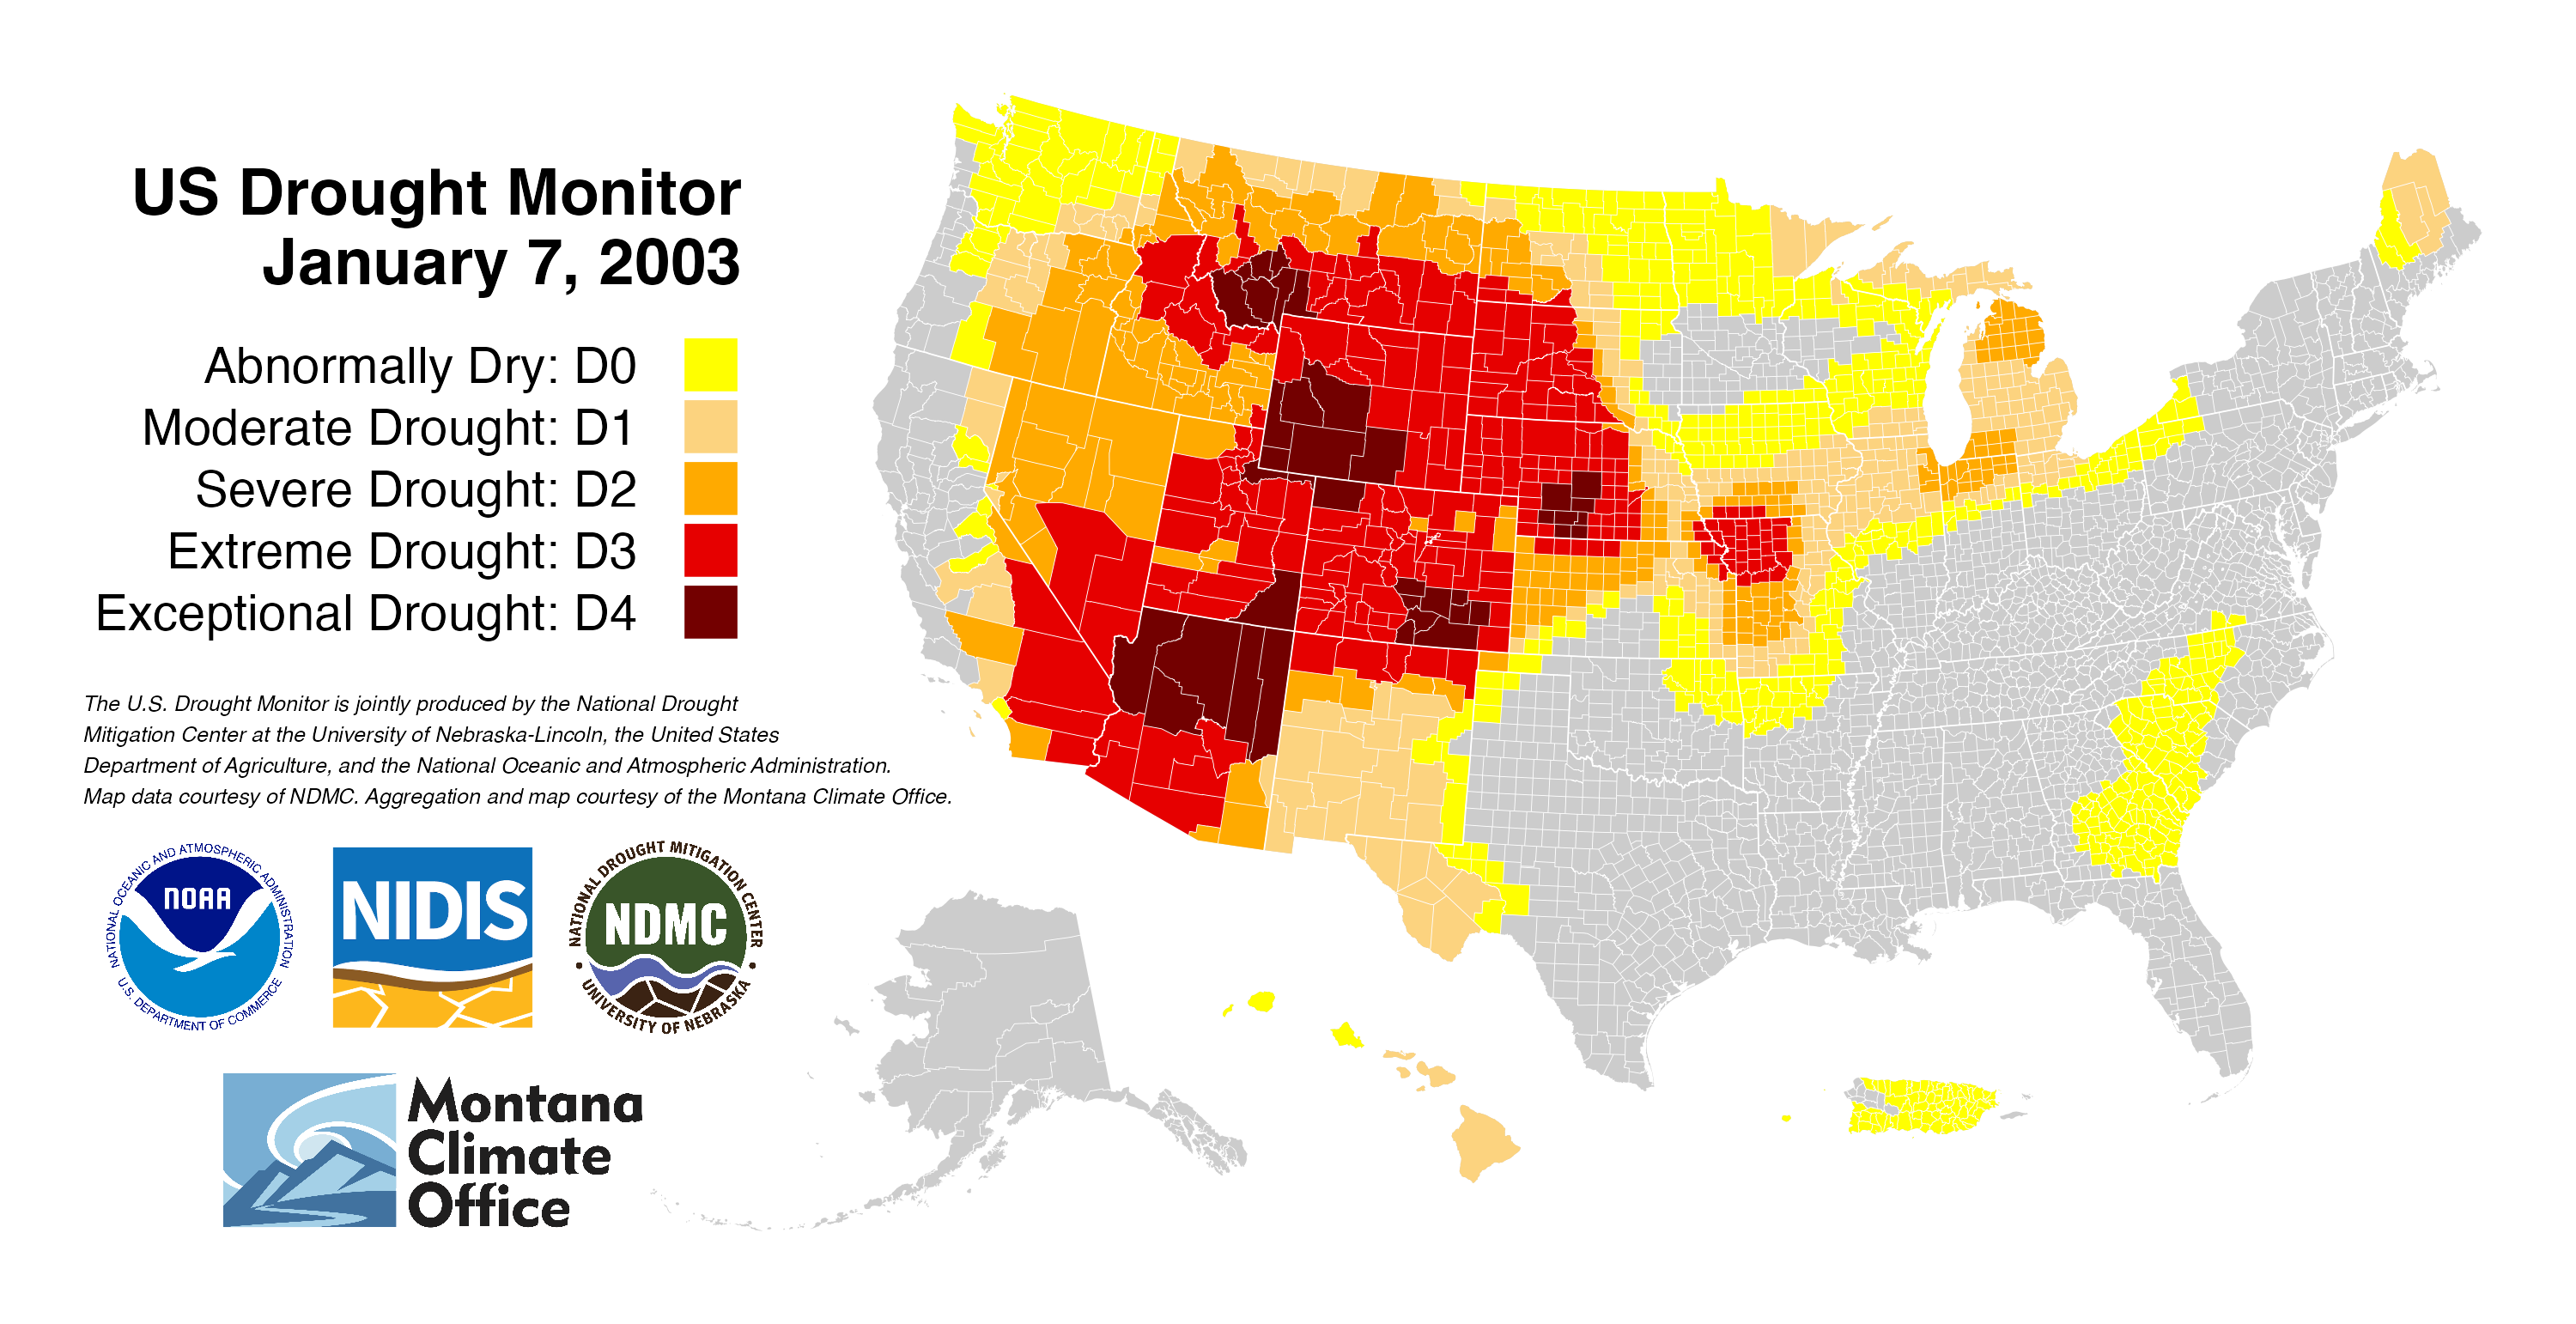 US Drought Monitor
January 7, 2003
Abnormally Dry: D0
Moderate Drought: D1
Severe Drought: D2
Extreme Drought: D3
Exceptional Drought: D4
The U.S. Drought Monitor is jointly produced by the National Drought
Mitigation Center at the University of Nebraska-Lincoln, the United States
Department of Agriculture, and the National Oceanic and Atmospheric Administration.
Map data courtesy of NDMC. Aggregation and map courtesy of the Montana Climate Office.
NATIONAL OCEANIC AND ATMOSPHERIC ADMINISTRATION
NOAA
U.S. DEPARTMENT OF COMMERCE
NIDIS
NATIONAL DROUGHT MITIGATION CENTER
NDMC
UNIVERSITY OF NEBRASKA
Montana
Climate
Office